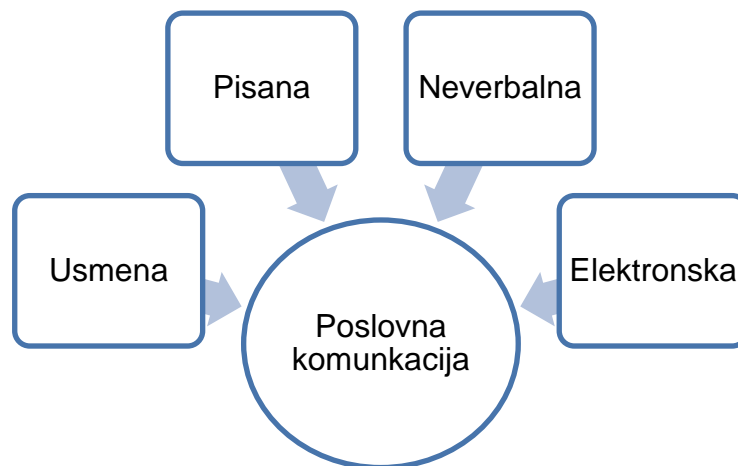 Pisana
Neverbalna
Usmena
Elektronska
Poslovna
komunkacija